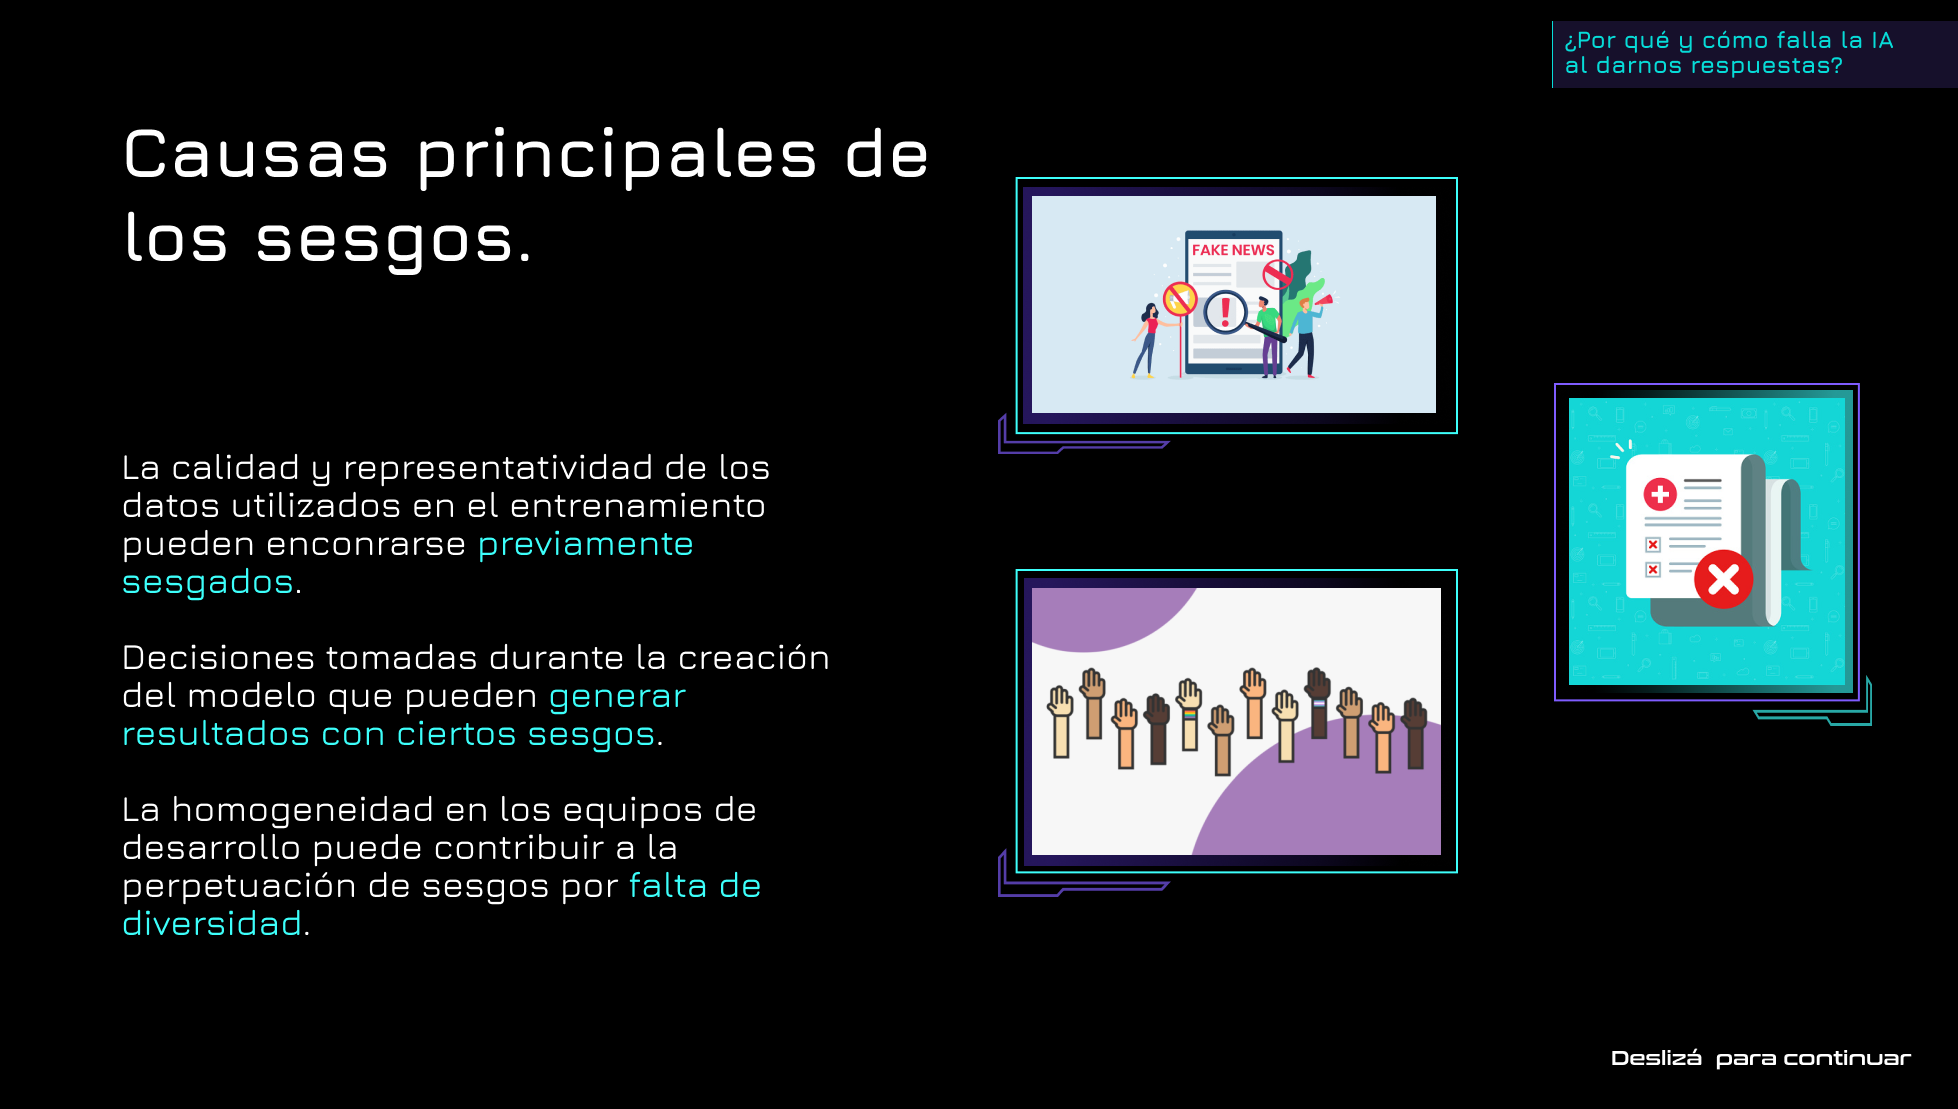 ¿Por qué y cómo falla la IA
al darnos respuestas?
Causas principales de
los sesgos.
La calidad y representatividad de los
datos utilizados en el entrenamiento
pueden enconrarse previamente
sesgados.
Decisiones tomadas durante la creación
del modelo que pueden generar
resultados con ciertos sesgos.
La homogeneidad en los equipos de
desarrollo puede contribuir a la
perpetuación de sesgos por falta de
diversidad.
FAKE NEWS
Deslizá para continuar